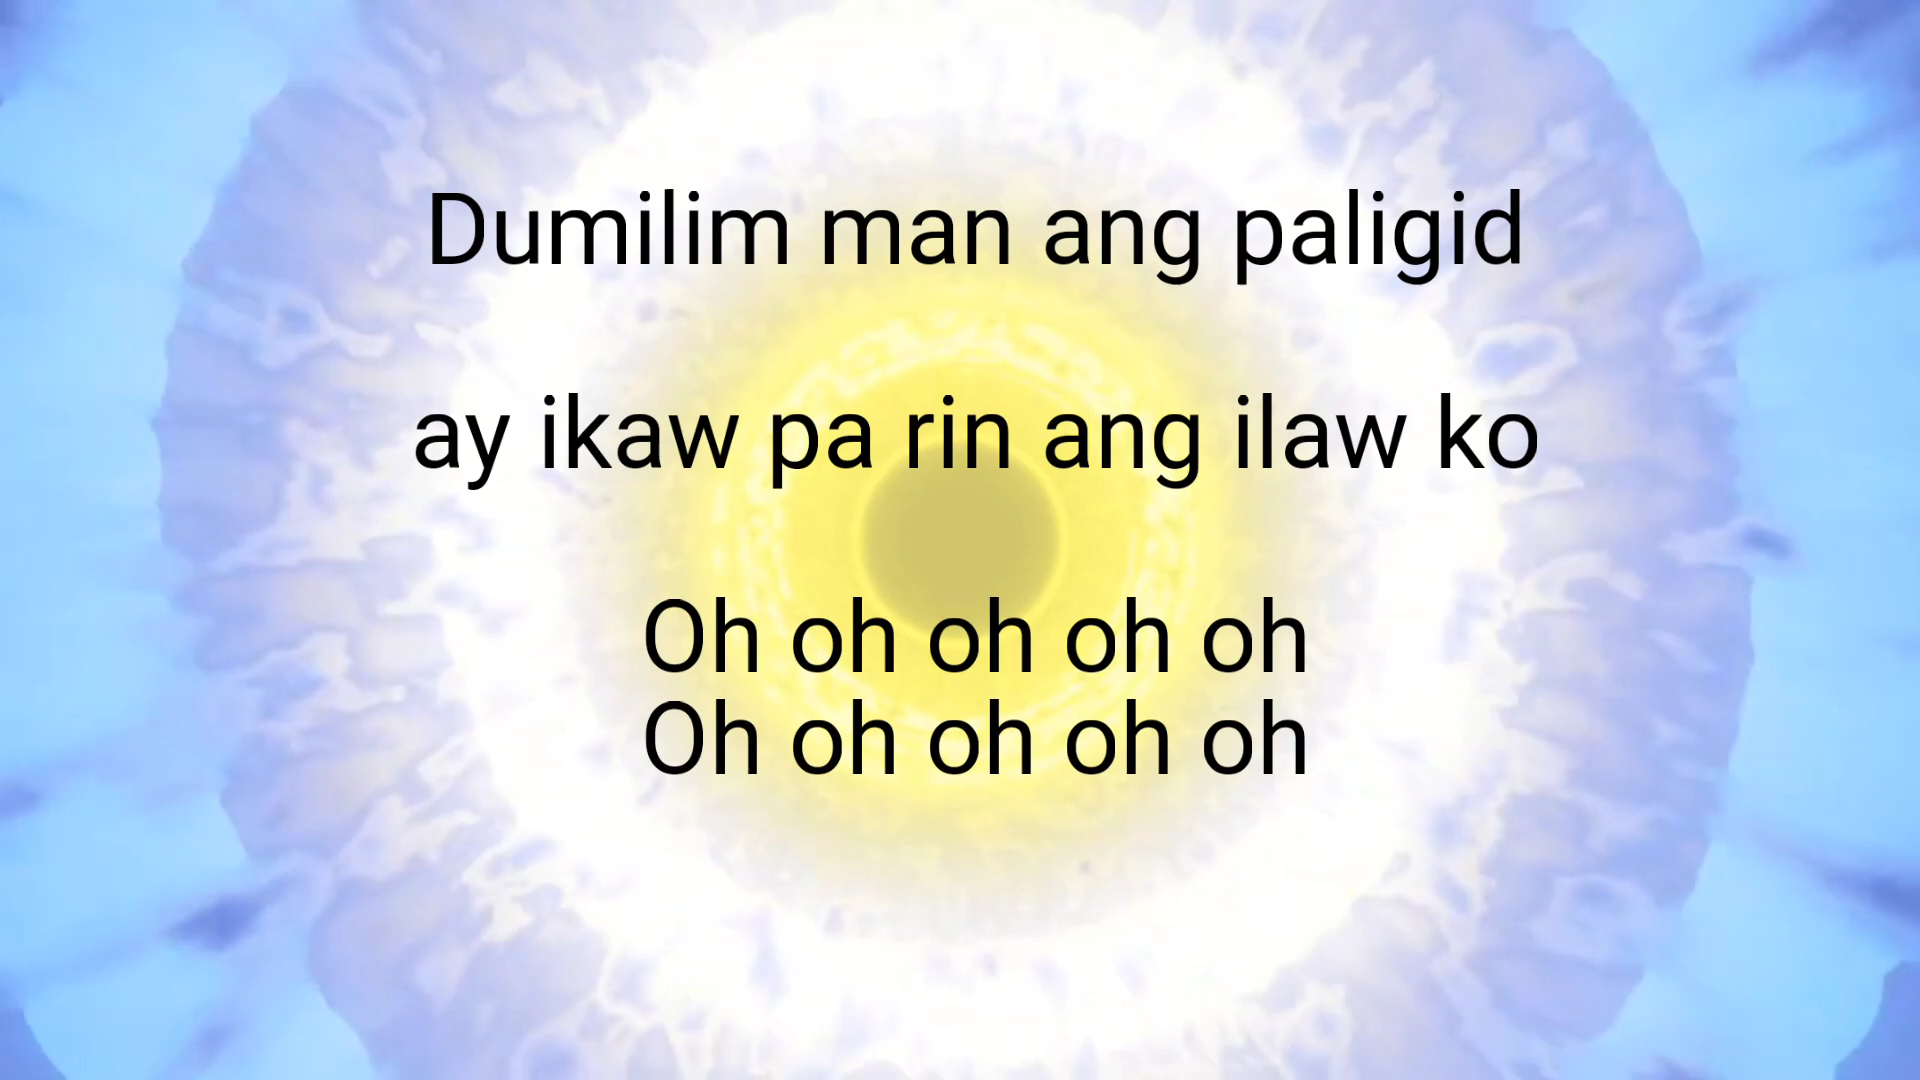 Dumilim man ang paligid
ay ikaw pa rin ang ilaw ko
Oh oh oh oh oh
Oh oh oh oh oh